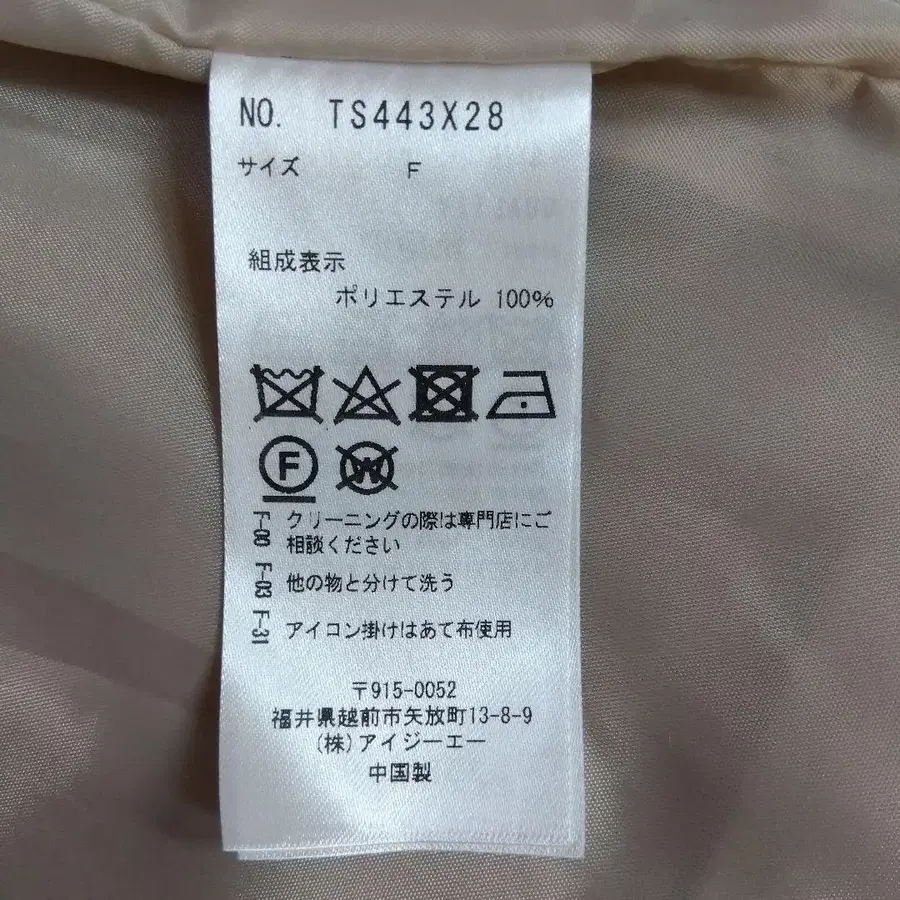 NO. TS443X28
サイズ F
組成表示
ポリエステル 100%
F
W
F-00 クリーニングの際は専門店にご
相談ください
F-03 他の物と分けて洗う
F-31 アイロン掛けはあて布使用
〒915-0052
福井県越前市矢放町13-8-9
(株)アイジーエー
中国製